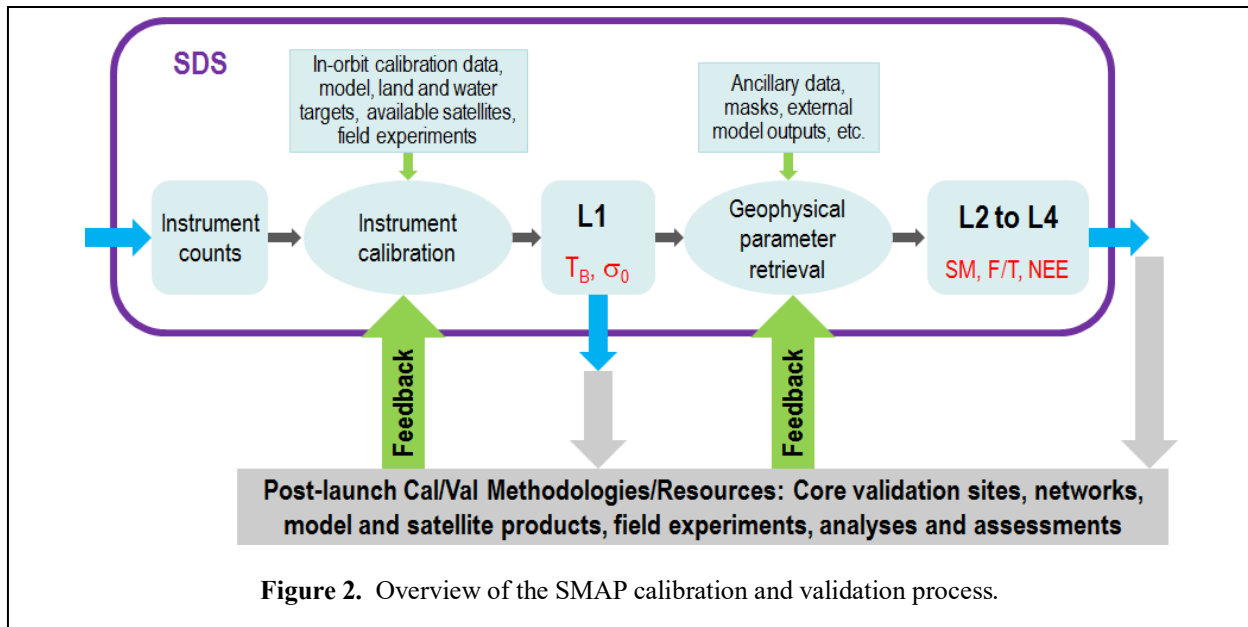 SDS
In-orbit calibration data,
model, land and water
targets, available satellites,
field experiments
Ancillary data,
masks, external
model outputs, etc.
Instrument
counts
Instrument
calibration
L1
T_B, σ_0
Geophysical
parameter
retrieval
L2 to L4
SM, F/T, NEE
Feedback
Feedback
Post-launch Cal/Val Methodologies/Resources: Core validation sites, networks,
model and satellite products, field experiments, analyses and assessments
Figure 2. Overview of the SMAP calibration and validation process.